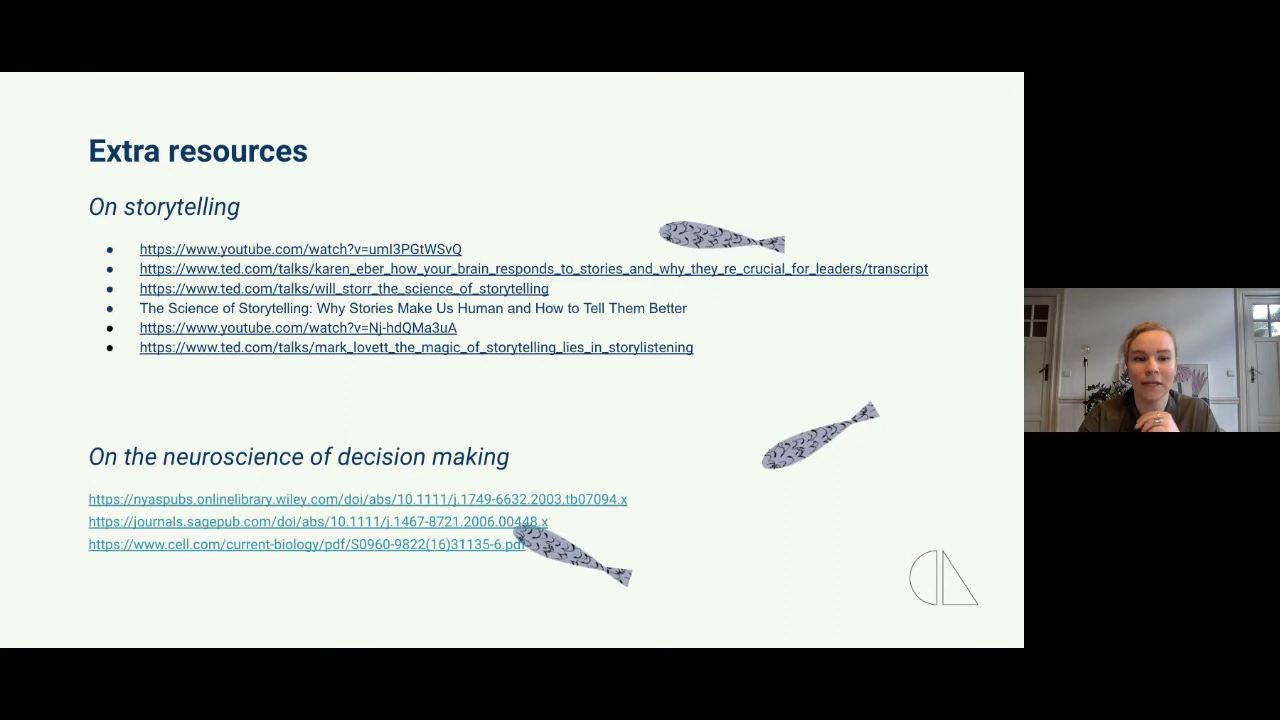 Extra resources
On storytelling
● https://www.youtube.com/watch?v=umI3PGtWSvQ
● https://www.ted.com/talks/karen_eber_how_your_brain_responds_to_stories_and_why_they_re_crucial_for_leaders/transcript
● https://www.ted.com/talks/will_storr_the_science_of_storytelling
● The Science of Storytelling: Why Stories Make Us Human and How to Tell Them Better
● https://www.youtube.com/watch?v=Nj-hdQMa3uA
● https://www.ted.com/talks/mark_lovett_the_magic_of_storytelling_lies_in_storylistening
On the neuroscience of decision making
https://nyaspubs.onlinelibrary.wiley.com/doi/abs/10.1111/j.1749-6632.2003.tb07094.x
https://journals.sagepub.com/doi/abs/10.1111/j.1467-8721.2006.00448.x
https://www.cell.com/current-biology/pdf/S0960-9822(16)31135-6.pdf